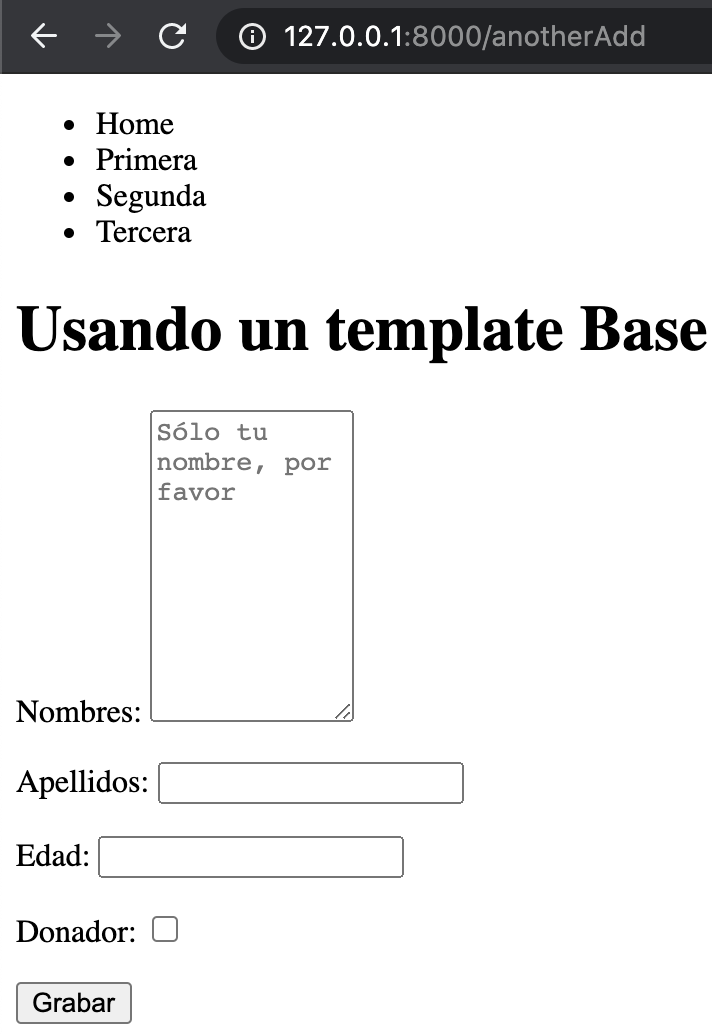 127.0.0.1:8000/anotherAdd
Home
Primera
Segunda
Tercera
Usando un template Base
Sólo tu
nombre, por
favor
Nombres:
Apellidos:
Edad:
Donador:
Grabar